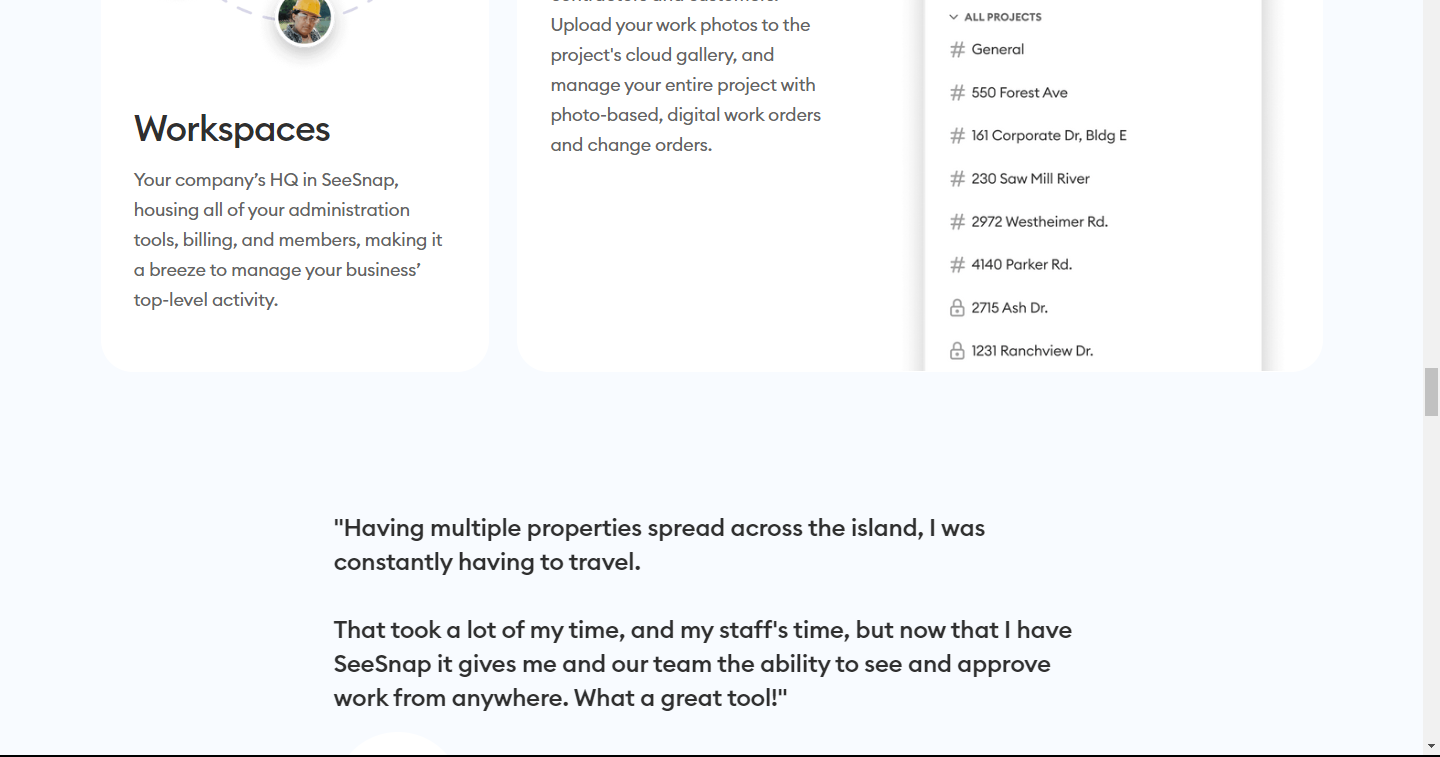 Workspaces
Your company’s HQ in SeeSnap,
housing all of your administration
tools, billing, and members, making it
a breeze to manage your business’
top-level activity.
Upload your work photos to the
project's cloud gallery, and
manage your entire project with
photo-based, digital work orders
and change orders.
ALL PROJECTS
# General
# 550 Forest Ave
# 161 Corporate Dr, Bldg E
# 230 Saw Mill River
# 2972 Westheimer Rd.
# 4140 Parker Rd.
2715 Ash Dr.
1231 Ranchview Dr.
"Having multiple properties spread across the island, I was
constantly having to travel.
That took a lot of my time, and my staff's time, but now that I have
SeeSnap it gives me and our team the ability to see and approve
work from anywhere. What a great tool!"